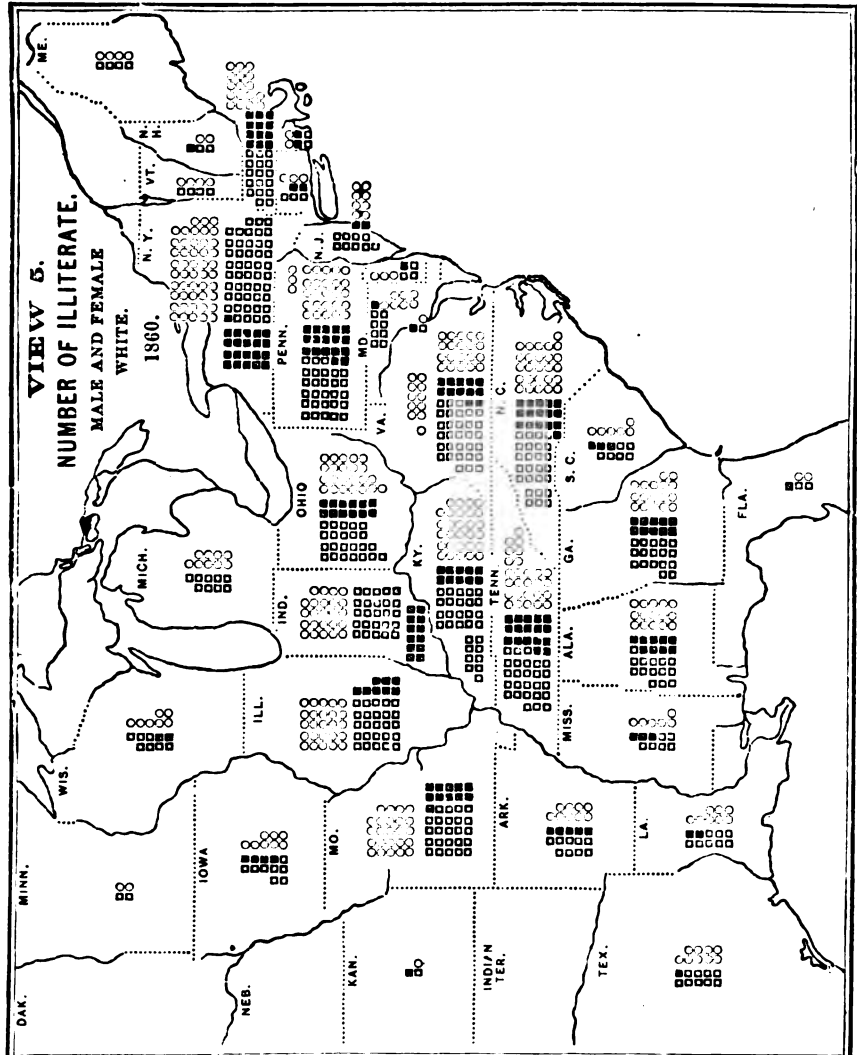 VIEW 5.
NUMBER OF ILLITERATE.
MALE AND FEMALE
WHITE.
1860.
ME.
N. H.
VT.
N. Y.
N. J.
PENN.
MD.
VA.
OHIO
MICH.
IND.
KY.
N. C.
TENN
S. C.
GA.
ALA.
FLA.
MISS.
ILL.
WIS.
MINN.
IOWA
MO.
ARK.
LA.
DAK.
NEB.
KAN.
INDI/N
TER.
TEX.